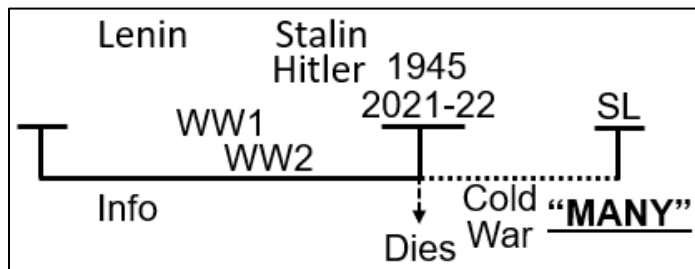 Lenin Stalin
Hitler 1945
2021-22 SL
WW1
WW2
Info Cold "MANY"
Dies War